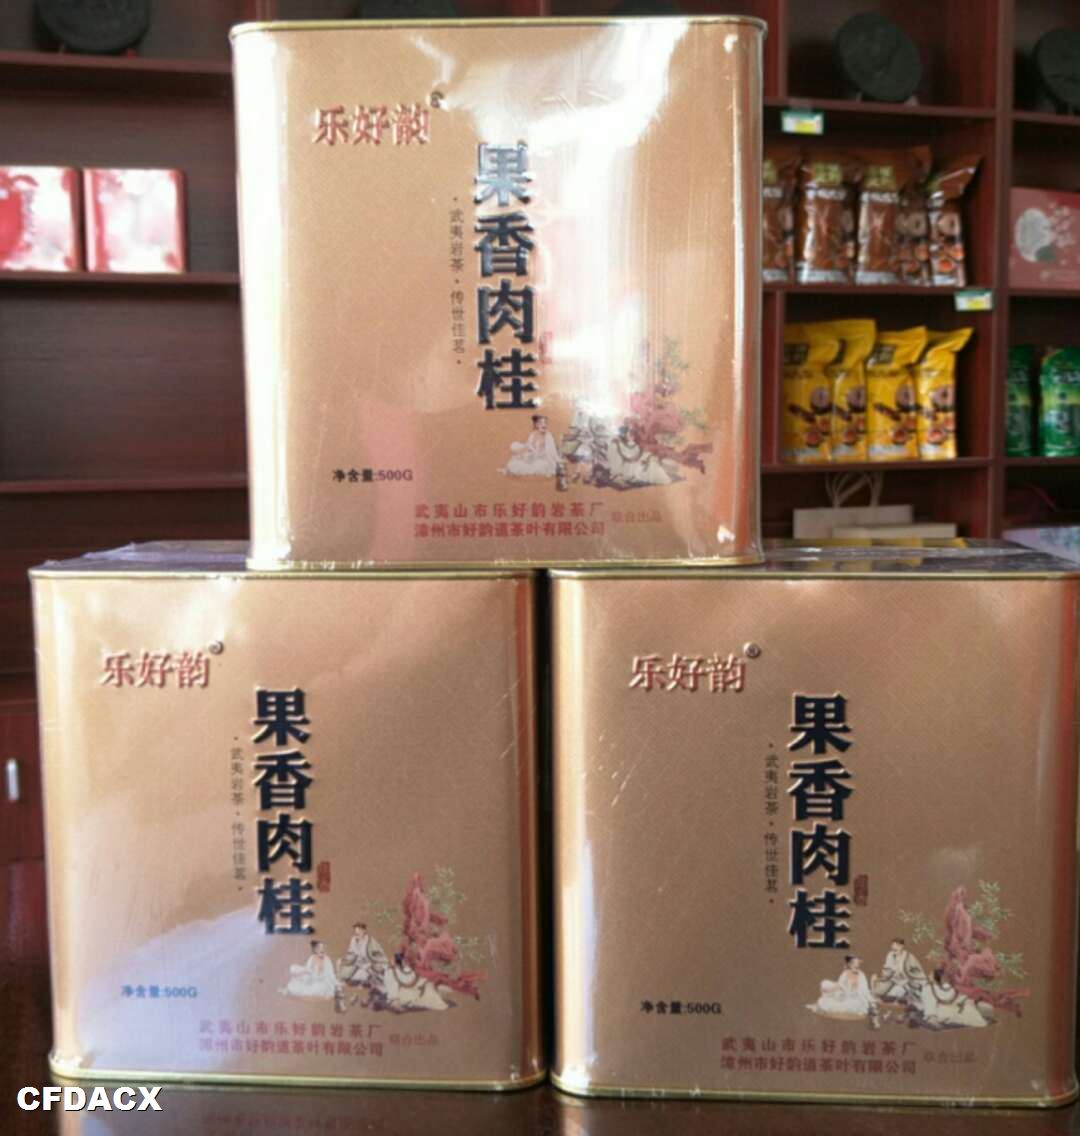 乐好韵
果香肉桂
·武夷岩茶·传世佳茗·
净含量:500G
武夷山市乐好韵岩茶厂
漳州市好韵道茶叶有限公司
综合出品
乐好韵
果香肉桂
·武夷岩茶·传世佳茗·
净含量:500G
武夷山市乐好韵岩茶厂
漳州市好韵道茶叶有限公司
综合出品
乐好韵
果香肉桂
·武夷岩茶·传世佳茗·
净含量:500G
武夷山市乐好韵岩茶厂
漳州市好韵道茶叶有限公司
综合出品
CFDACX